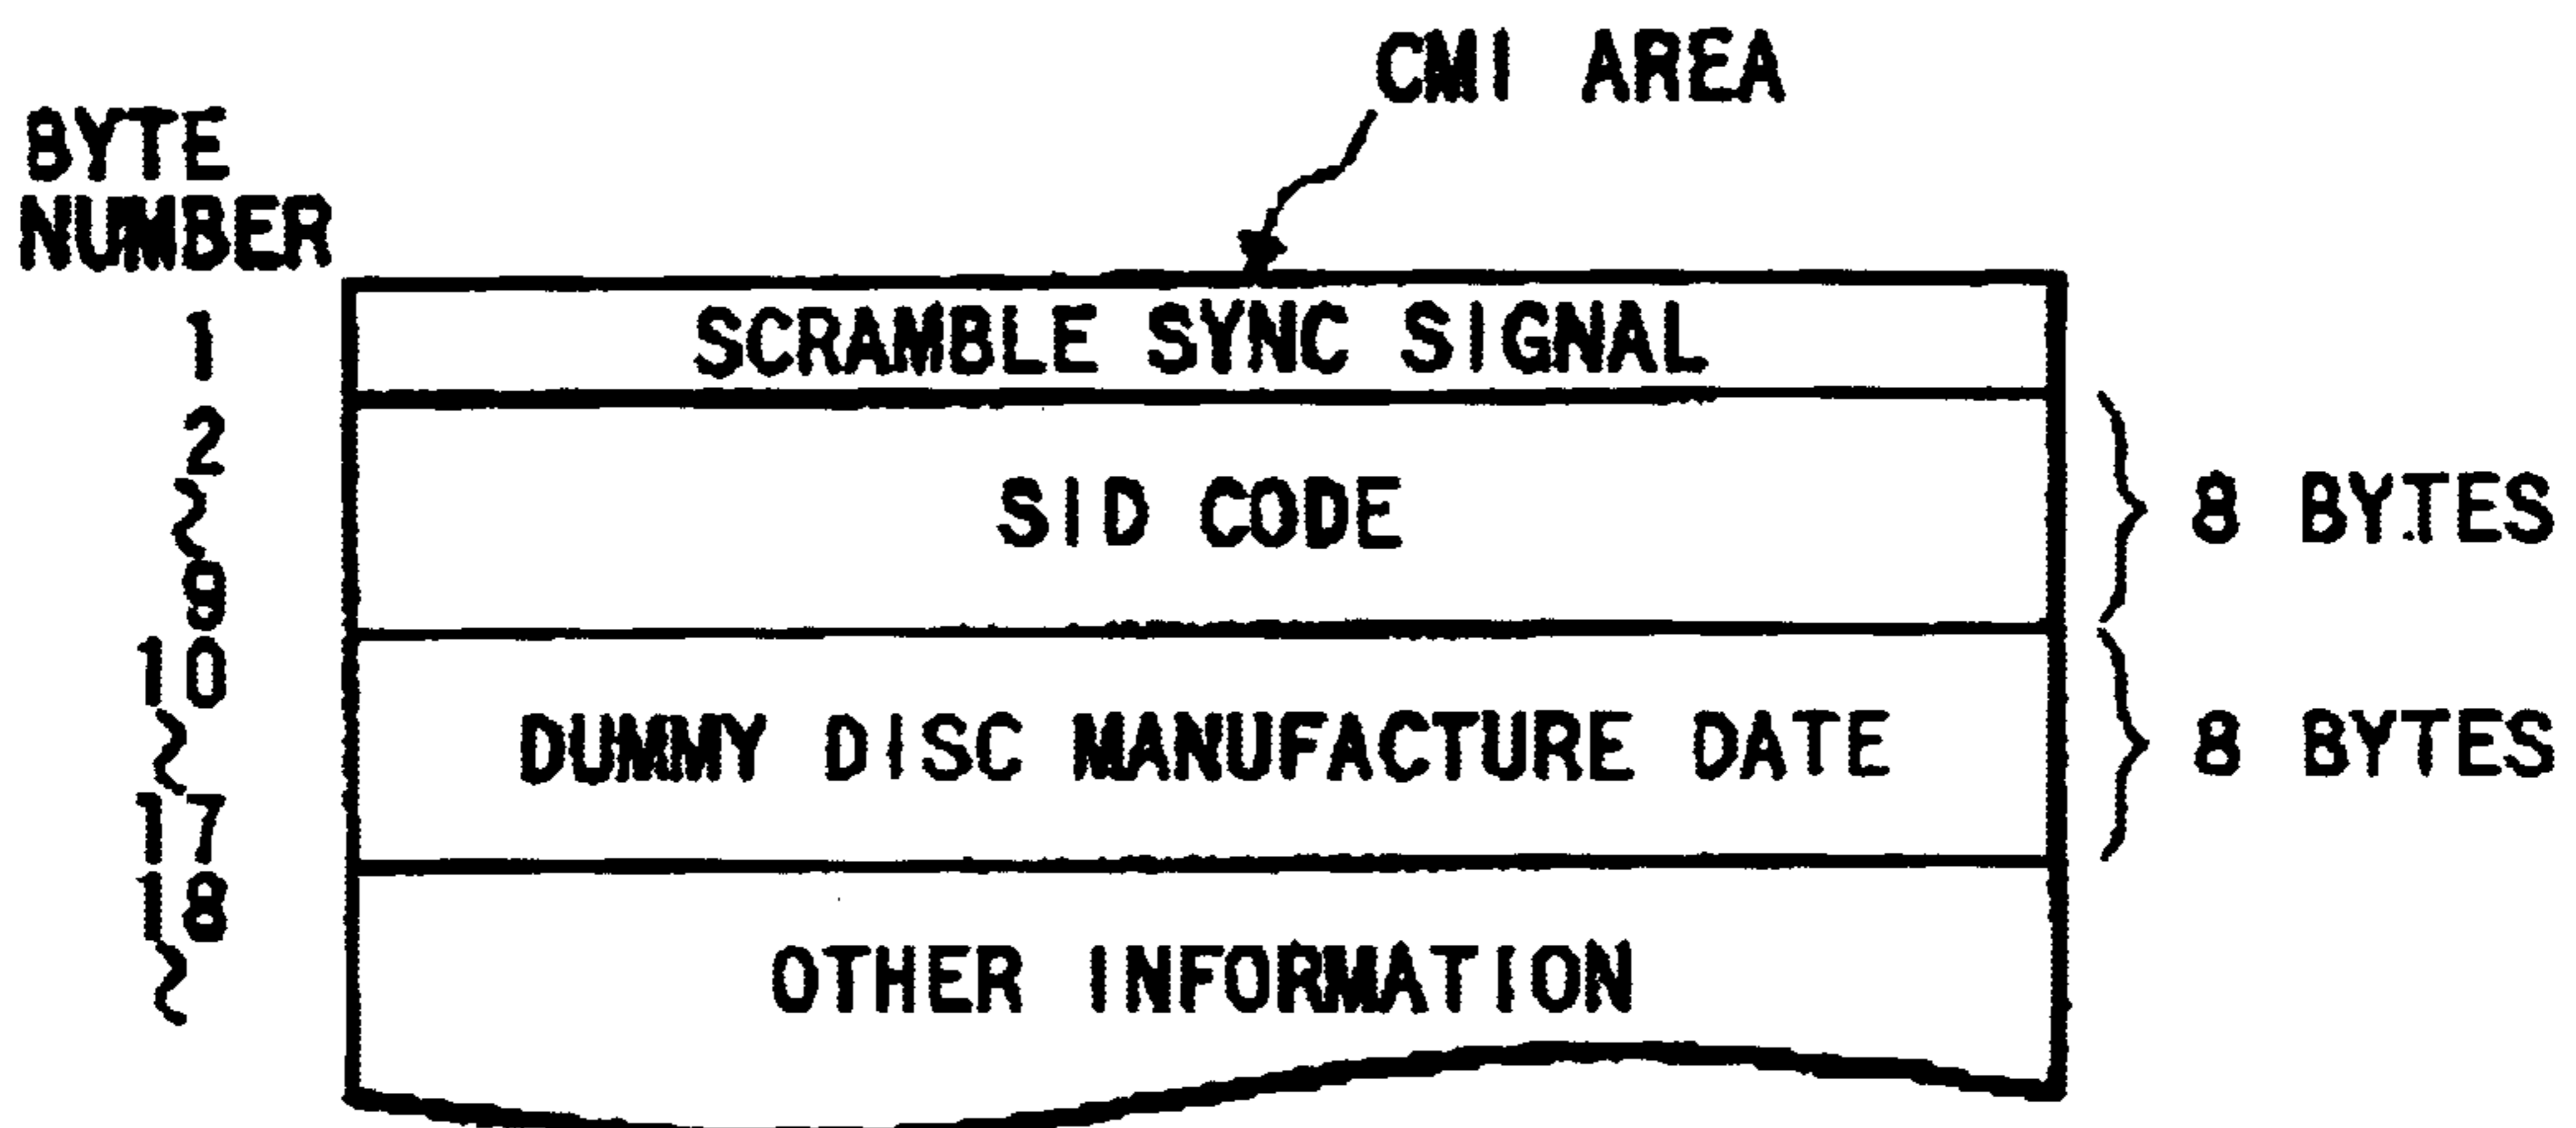 CMI AREA
BYTE
NUMBER
1 SCRAMBLE SYNC SIGNAL
2
~ SID CODE 8 BYTES
9
10
~ DUMMY DISC MANUFACTURE DATE 8 BYTES
17
18
~ OTHER INFORMATION